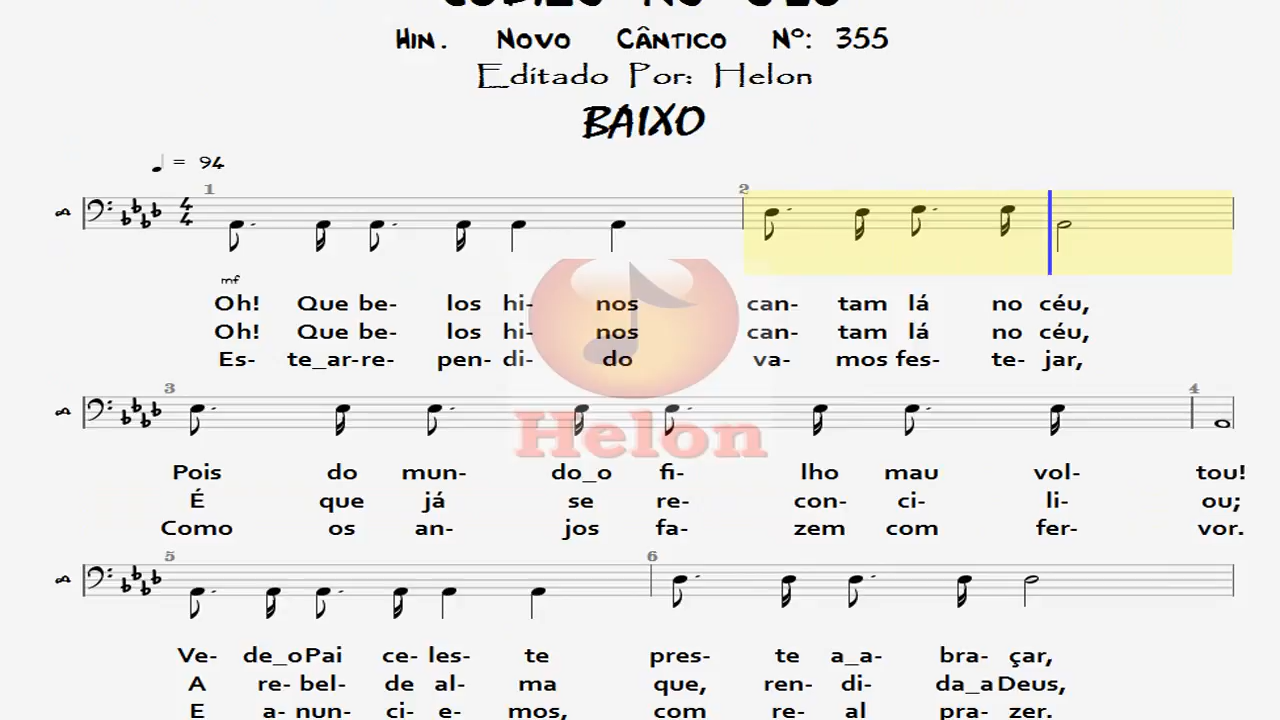 Hin. Novo Cântico Nº: 355
Editado Por: Helon
BAIXO
= 94
1 2
mf
Oh! Que be- los hi- nos can- tam lá no céu,
Oh! Que be- los hi- nos can- tam lá no céu,
Es- te_ar-re- pen- di- do va- mos fes- te- jar,
3 4
Helon
Pois do mun- do_o fi- lho mau vol- tou!
É que já se re- con- ci- li- ou;
Como os an- jos fa- zem com fer- vor.
5 6
Ve- de_o Pai ce- les- te pres- te a_a- bra- çar,
A re- bel- de al- ma que, ren- di- da_a Deus,
E a- nun- ci- e- mos, com re- al pra- zer.